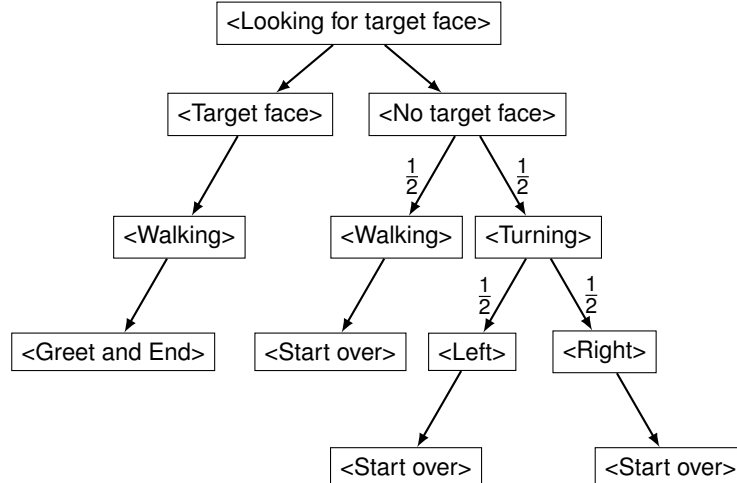 <Looking for target face>
<Target face>
<No target face>
1/2
1/2
<Walking>
<Walking>
<Turning>
1/2
1/2
<Greet and End>
<Start over>
<Left>
<Right>
<Start over>
<Start over>